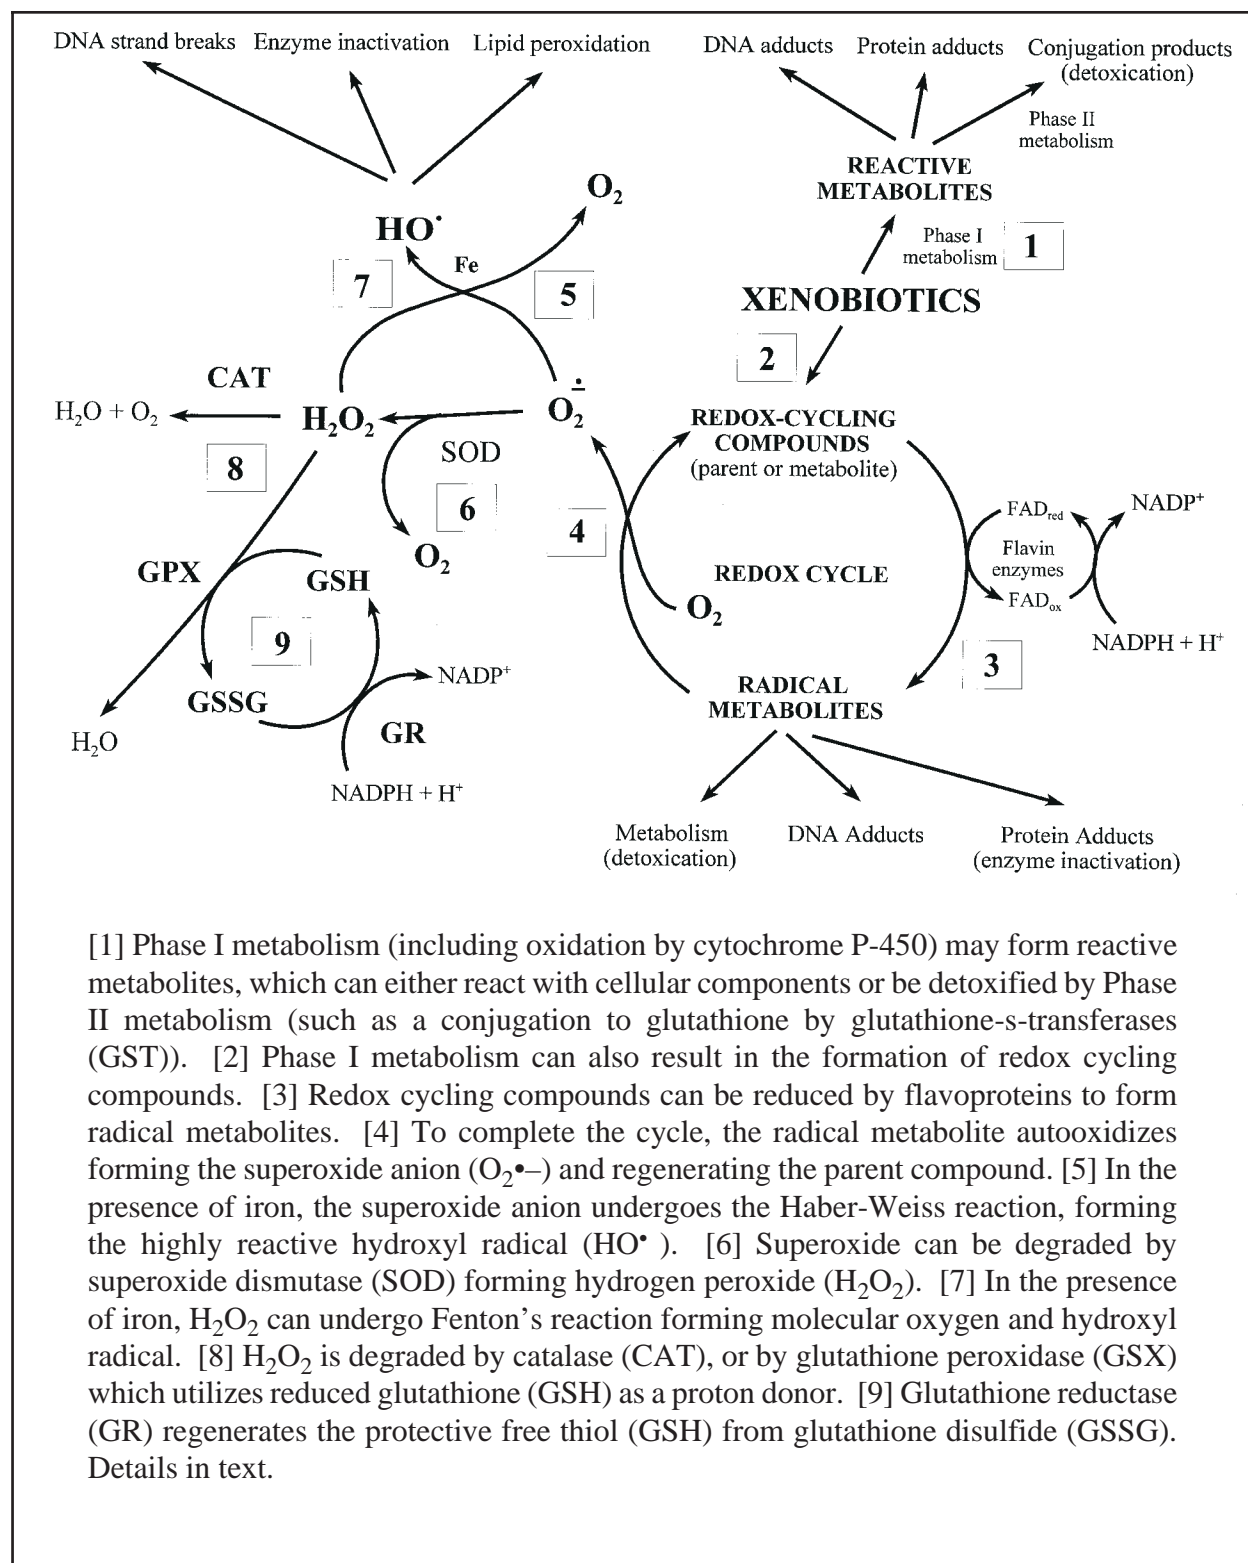 DNA strand breaks Enzyme inactivation Lipid peroxidation
DNA adducts Protein adducts Conjugation products
(detoxication)
Phase II
metabolism
REACTIVE
METABOLITES
O₂
HO•
Phase I
metabolism
1
Fe
7
5
XENOBIOTICS
2
CAT
H₂O + O₂
H₂O₂
O₂•–
REDOX-CYCLING
COMPOUNDS
(parent or metabolite)
SOD
8
6
4
FADred
NADP⁺
Flavin
enzymes
FADox
NADPH + H⁺
O₂
GPX
GSH
REDOX CYCLE
O₂
9
3
GSSG
NADP⁺
GR
H₂O
NADPH + H⁺
RADICAL
METABOLITES
Metabolism
(detoxication)
DNA Adducts
Protein Adducts
(enzyme inactivation)
[1] Phase I metabolism (including oxidation by cytochrome P-450) may form reactive
metabolites, which can either react with cellular components or be detoxified by Phase
II metabolism (such as a conjugation to glutathione by glutathione-s-transferases
(GST)). [2] Phase I metabolism can also result in the formation of redox cycling
compounds. [3] Redox cycling compounds can be reduced by flavoproteins to form
radical metabolites. [4] To complete the cycle, the radical metabolite autooxidizes
forming the superoxide anion (O₂•–) and regenerating the parent compound. [5] In the
presence of iron, the superoxide anion undergoes the Haber-Weiss reaction, forming
the highly reactive hydroxyl radical (HO• ). [6] Superoxide can be degraded by
superoxide dismutase (SOD) forming hydrogen peroxide (H₂O₂). [7] In the presence
of iron, H₂O₂ can undergo Fenton’s reaction forming molecular oxygen and hydroxyl
radical. [8] H₂O₂ is degraded by catalase (CAT), or by glutathione peroxidase (GSX)
which utilizes reduced glutathione (GSH) as a proton donor. [9] Glutathione reductase
(GR) regenerates the protective free thiol (GSH) from glutathione disulfide (GSSG).
Details in text.